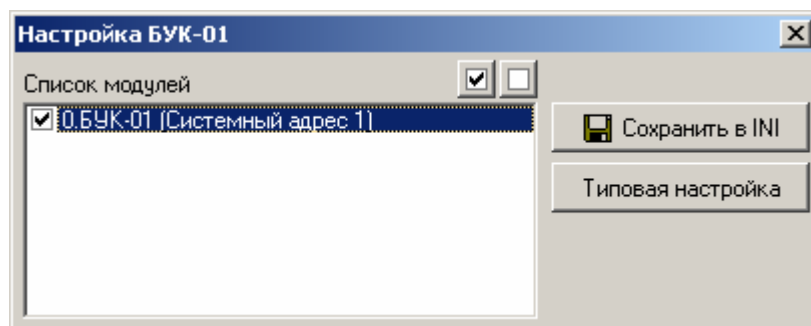 Настройка БУК-01
Список модулей
0.БУК-01 (Системный адрес 1)
Сохранить в INI
Типовая настройка